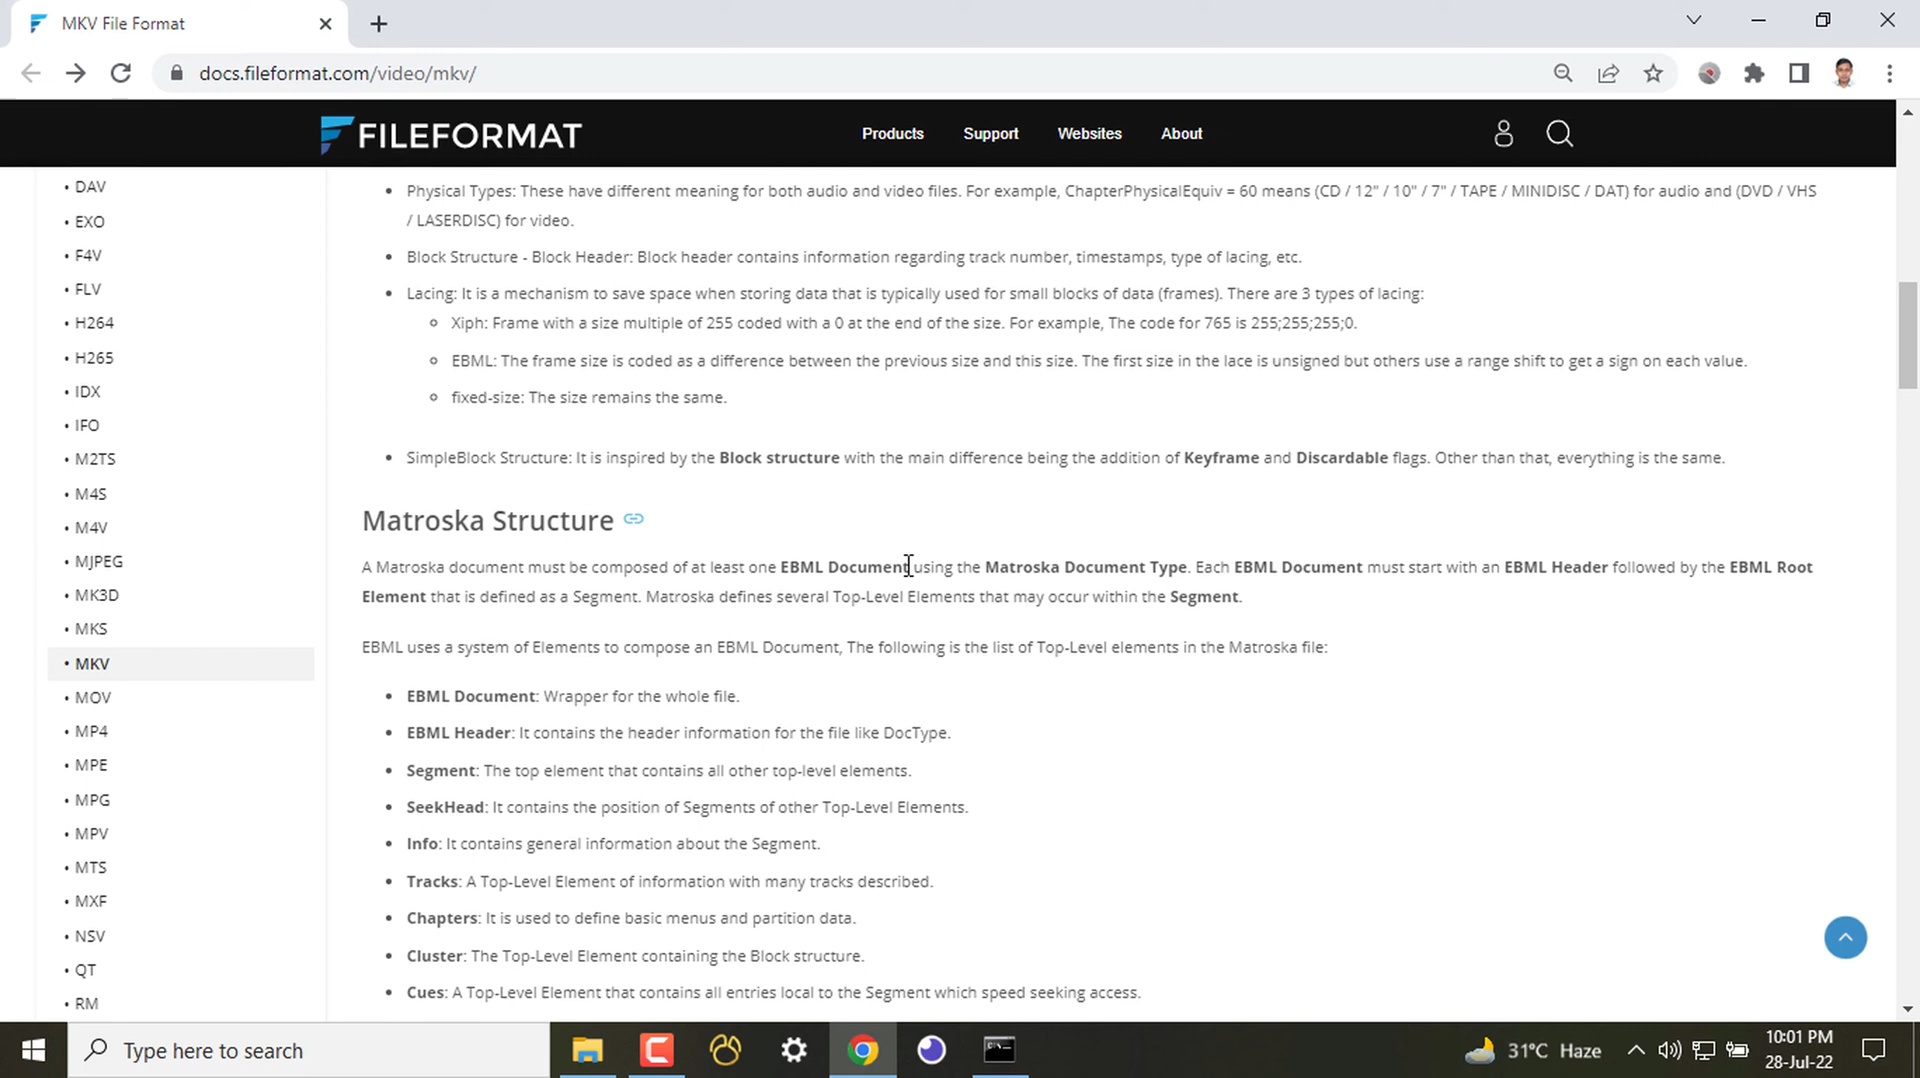 MKV File Format
docs.fileformat.com/video/mkv/
FILEFORMAT
Products
Support
Websites
About
• DAV
• EXO
• F4V
• FLV
• H264
• H265
• IDX
• IFO
• M2TS
• M4S
• M4V
• MJPEG
• MK3D
• MKS
• MKV
• MOV
• MP4
• MPE
• MPG
• MPV
• MTS
• MXF
• NSV
• QT
• RM
Physical Types: These have different meaning for both audio and video files. For example, ChapterPhysicalEquiv = 60 means (CD / 12" / 10" / 7" / TAPE / MINIDISC / DAT) for audio and (DVD / VHS
/ LASERDISC) for video.
Block Structure - Block Header: Block header contains information regarding track number, timestamps, type of lacing, etc.
Lacing: It is a mechanism to save space when storing data that is typically used for small blocks of data (frames). There are 3 types of lacing:
Xiph: Frame with a size multiple of 255 coded with a 0 at the end of the size. For example, The code for 765 is 255;255;255;0.
EBML: The frame size is coded as a difference between the previous size and this size. The first size in the lace is unsigned but others use a range shift to get a sign on each value.
fixed-size: The size remains the same.
SimpleBlock Structure: It is inspired by the Block structure with the main difference being the addition of Keyframe and Discardable flags. Other than that, everything is the same.
Matroska Structure
A Matroska document must be composed of at least one EBML Document using the Matroska Document Type. Each EBML Document must start with an EBML Header followed by the EBML Root
Element that is defined as a Segment. Matroska defines several Top-Level Elements that may occur within the Segment.
EBML uses a system of Elements to compose an EBML Document, The following is the list of Top-Level elements in the Matroska file:
EBML Document: Wrapper for the whole file.
EBML Header: It contains the header information for the file like DocType.
Segment: The top element that contains all other top-level elements.
SeekHead: It contains the position of Segments of other Top-Level Elements.
Info: It contains general information about the Segment.
Tracks: A Top-Level Element of information with many tracks described.
Chapters: It is used to define basic menus and partition data.
Cluster: The Top-Level Element containing the Block structure.
Cues: A Top-Level Element that contains all entries local to the Segment which speed seeking access.
Type here to search
31°C Haze
10:01 PM
28-Jul-22